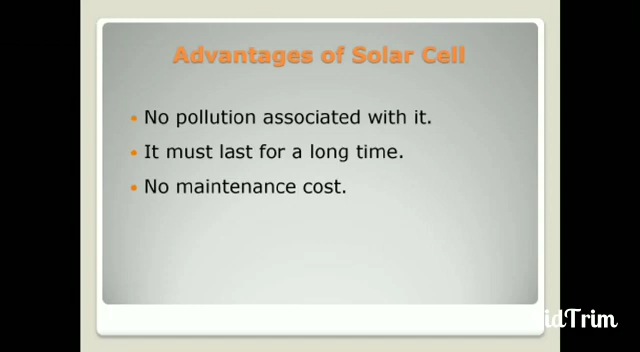 Advantages of Solar Cell
No pollution associated with it.
It must last for a long time.
No maintenance cost.